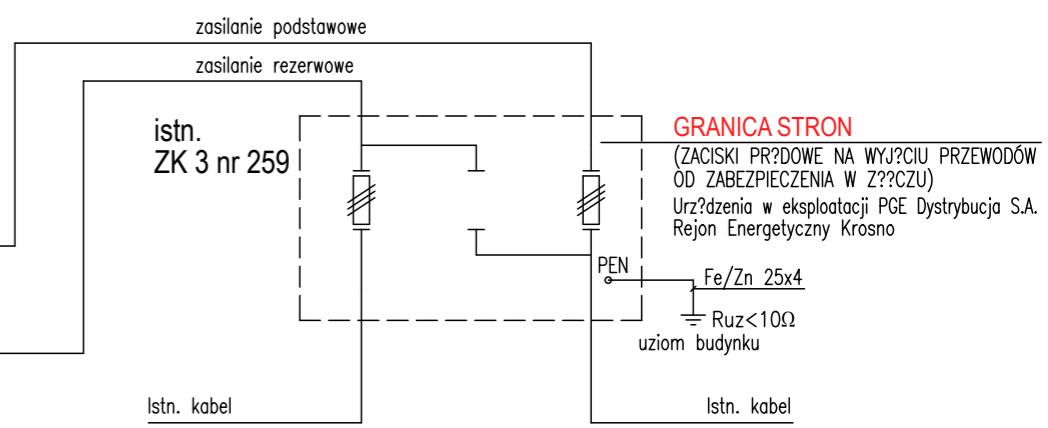 zasilanie podstawowe
zasilanie rezerwowe
istn.
ZK 3 nr 259
GRANICA STRON
(ZACISKI PR?DOWE NA WYJ?CIU PRZEWODÓW
OD ZABEZPIECZENIA W Z??CZU)
Urz?dzenia w eksploatacji PGE Dystrybucja S.A.
Rejon Energetyczny Krosno
PEN
Fe/Zn 25x4
Ruz<10Ω
uziom budynku
Istn. kabel
Istn. kabel